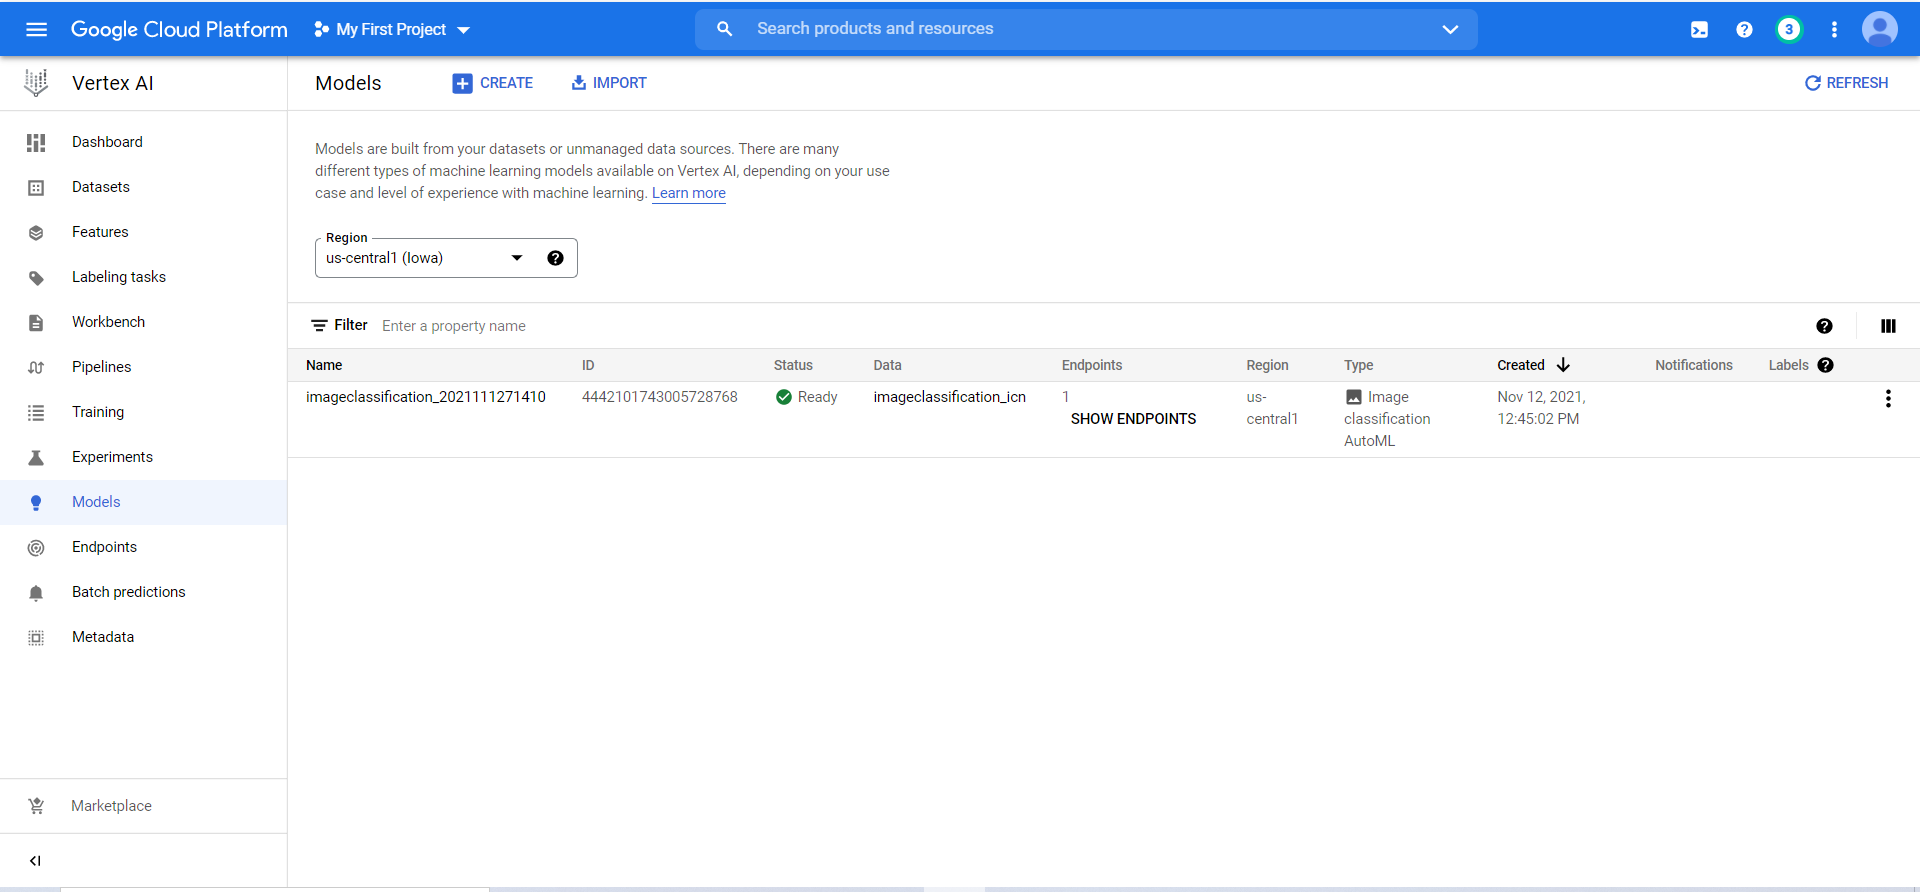 Google Cloud Platform
My First Project
Search products and resources
3
Vertex AI
Models
CREATE
IMPORT
REFRESH
Dashboard
Datasets
Features
Labeling tasks
Workbench
Pipelines
Training
Experiments
Models
Endpoints
Batch predictions
Metadata
Marketplace
Models are built from your datasets or unmanaged data sources. There are many
different types of machine learning models available on Vertex AI, depending on your use
case and level of experience with machine learning. Learn more
Region
us-central1 (Iowa)
Filter Enter a property name
Name ID Status Data Endpoints Region Type Created Notifications Labels
imageclassification_2021111271410 4442101743005728768 Ready imageclassification_icn 1 us- Image Nov 12, 2021,
SHOW ENDPOINTS central1 classification 12:45:02 PM
AutoML